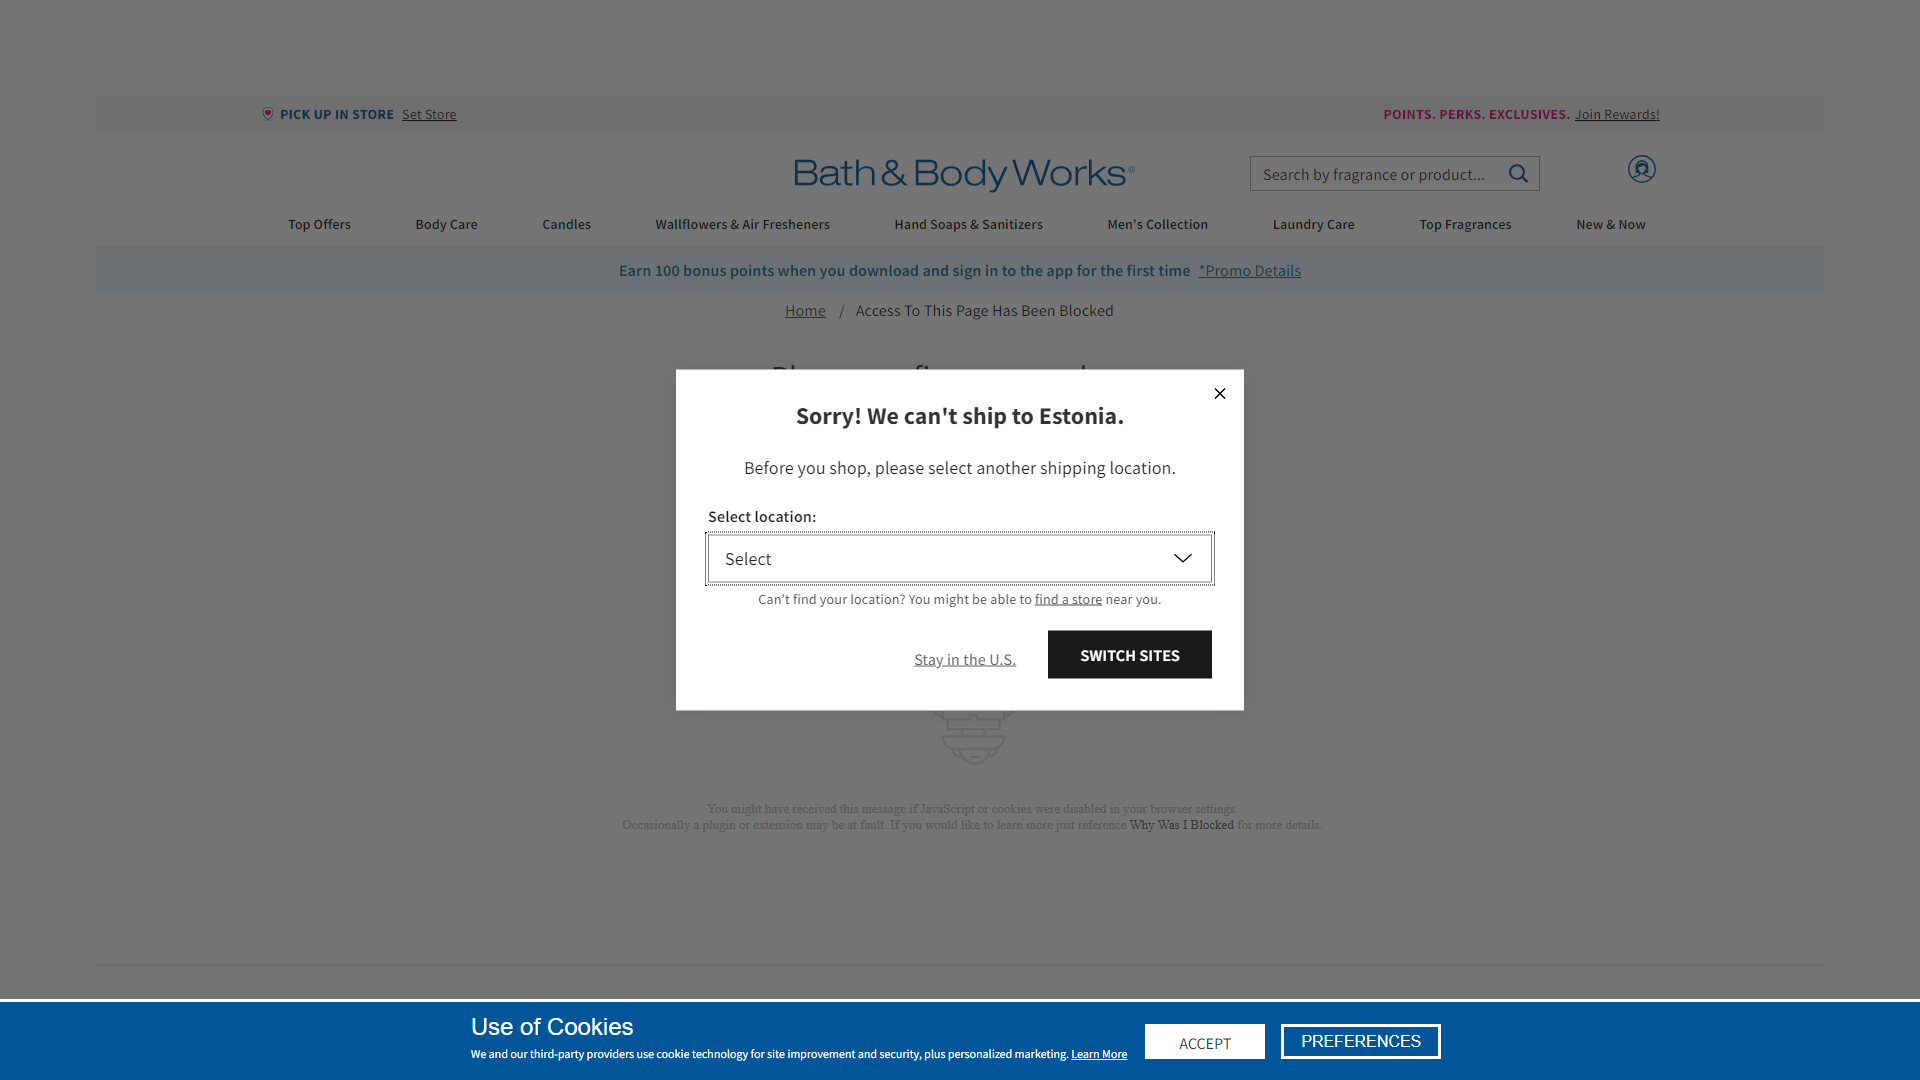 PICK UP IN STORE Set Store
POINTS. PERKS. EXCLUSIVES. Join Rewards!
Bath & Body Works®
Search by fragrance or product...
Top Offers Body Care Candles Wallflowers & Air Fresheners Hand Soaps & Sanitizers Men's Collection Laundry Care Top Fragrances New & Now
Earn 100 bonus points when you download and sign in to the app for the first time *Promo Details
Home / Access To This Page Has Been Blocked
Sorry! We can't ship to Estonia.
Before you shop, please select another shipping location.
Select location:
Select
Can't find your location? You might be able to find a store near you.
Stay in the U.S.
SWITCH SITES
You might have received this message if JavaScript or cookies were disabled in your browser settings.
Occasionally a plugin or extension may be at fault. If you would like to learn more just reference Why Was I Blocked for more details.
Use of Cookies
We and our third-party providers use cookie technology for site improvement and security, plus personalized marketing. Learn More
ACCEPT
PREFERENCES